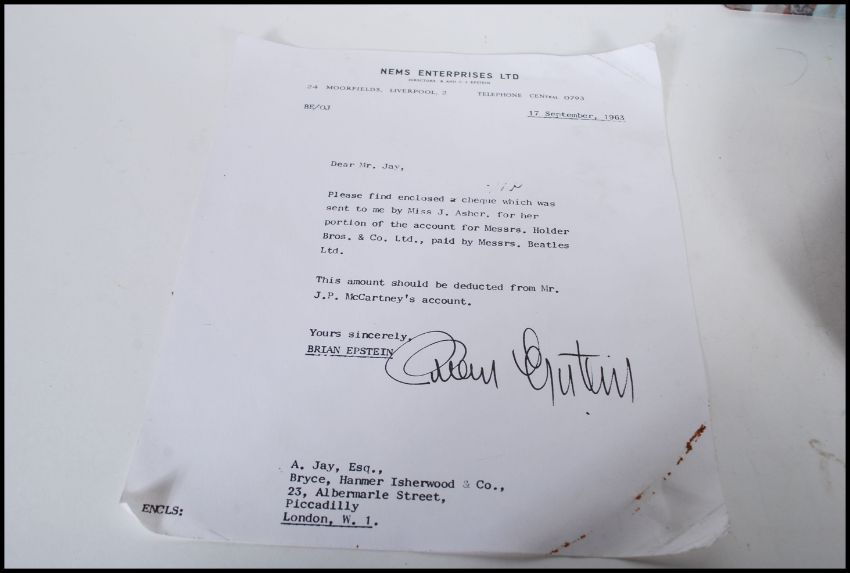 NEMS ENTERPRISES LTD
24 MOORFIELDS, LIVERPOOL, 2 TELEPHONE CENTRAL 0793
BE/OJ 17 September, 1963
Dear Mr. Jay,
Please find enclosed a cheque which was
sent to me by Miss J. Asher, for her
portion of the account for Messrs. Holder
Bros. & Co. Ltd., paid by Messrs. Beatles
Ltd.
This amount should be deducted from Mr.
J.P. McCartney's account.
Yours sincerely,
BRIAN EPSTEIN
Brian Epstein
A. Jay, Esq.,
Bryce, Hanmer Isherwood & Co.,
23, Albermarle Street,
Piccadilly
London, W. 1.
ENCLS: